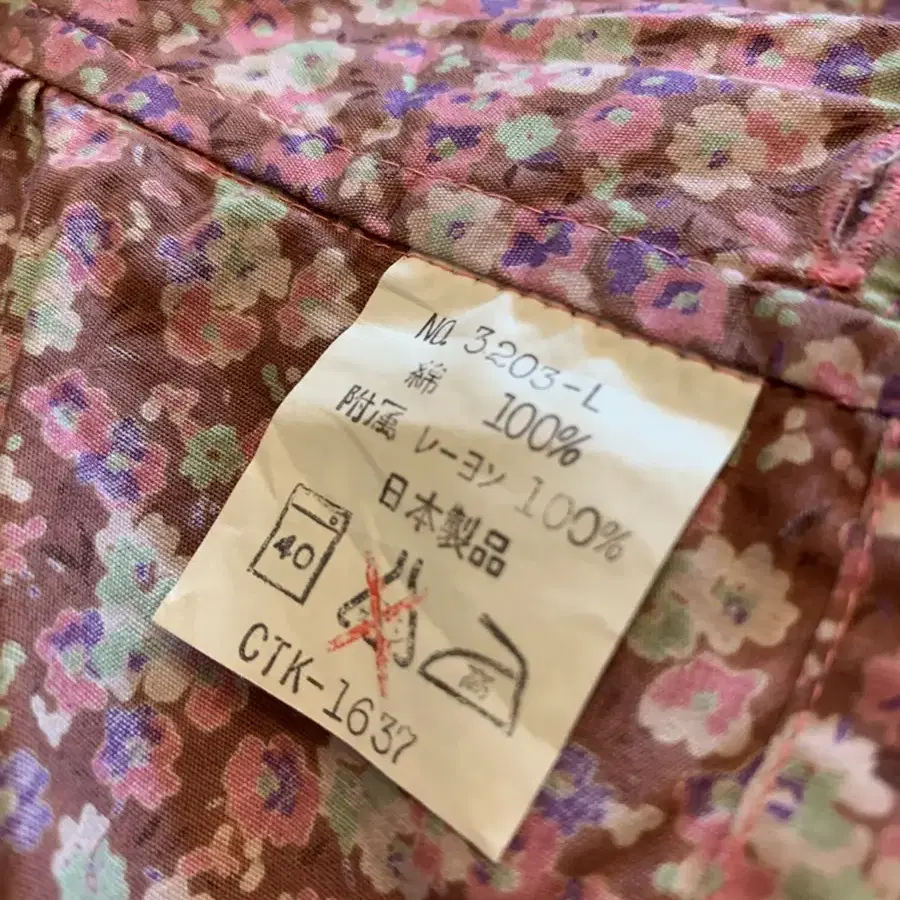 NO. 3203-L
綿 100%
附属 レーヨン 100%
日本製品
40
高
CTK-1637